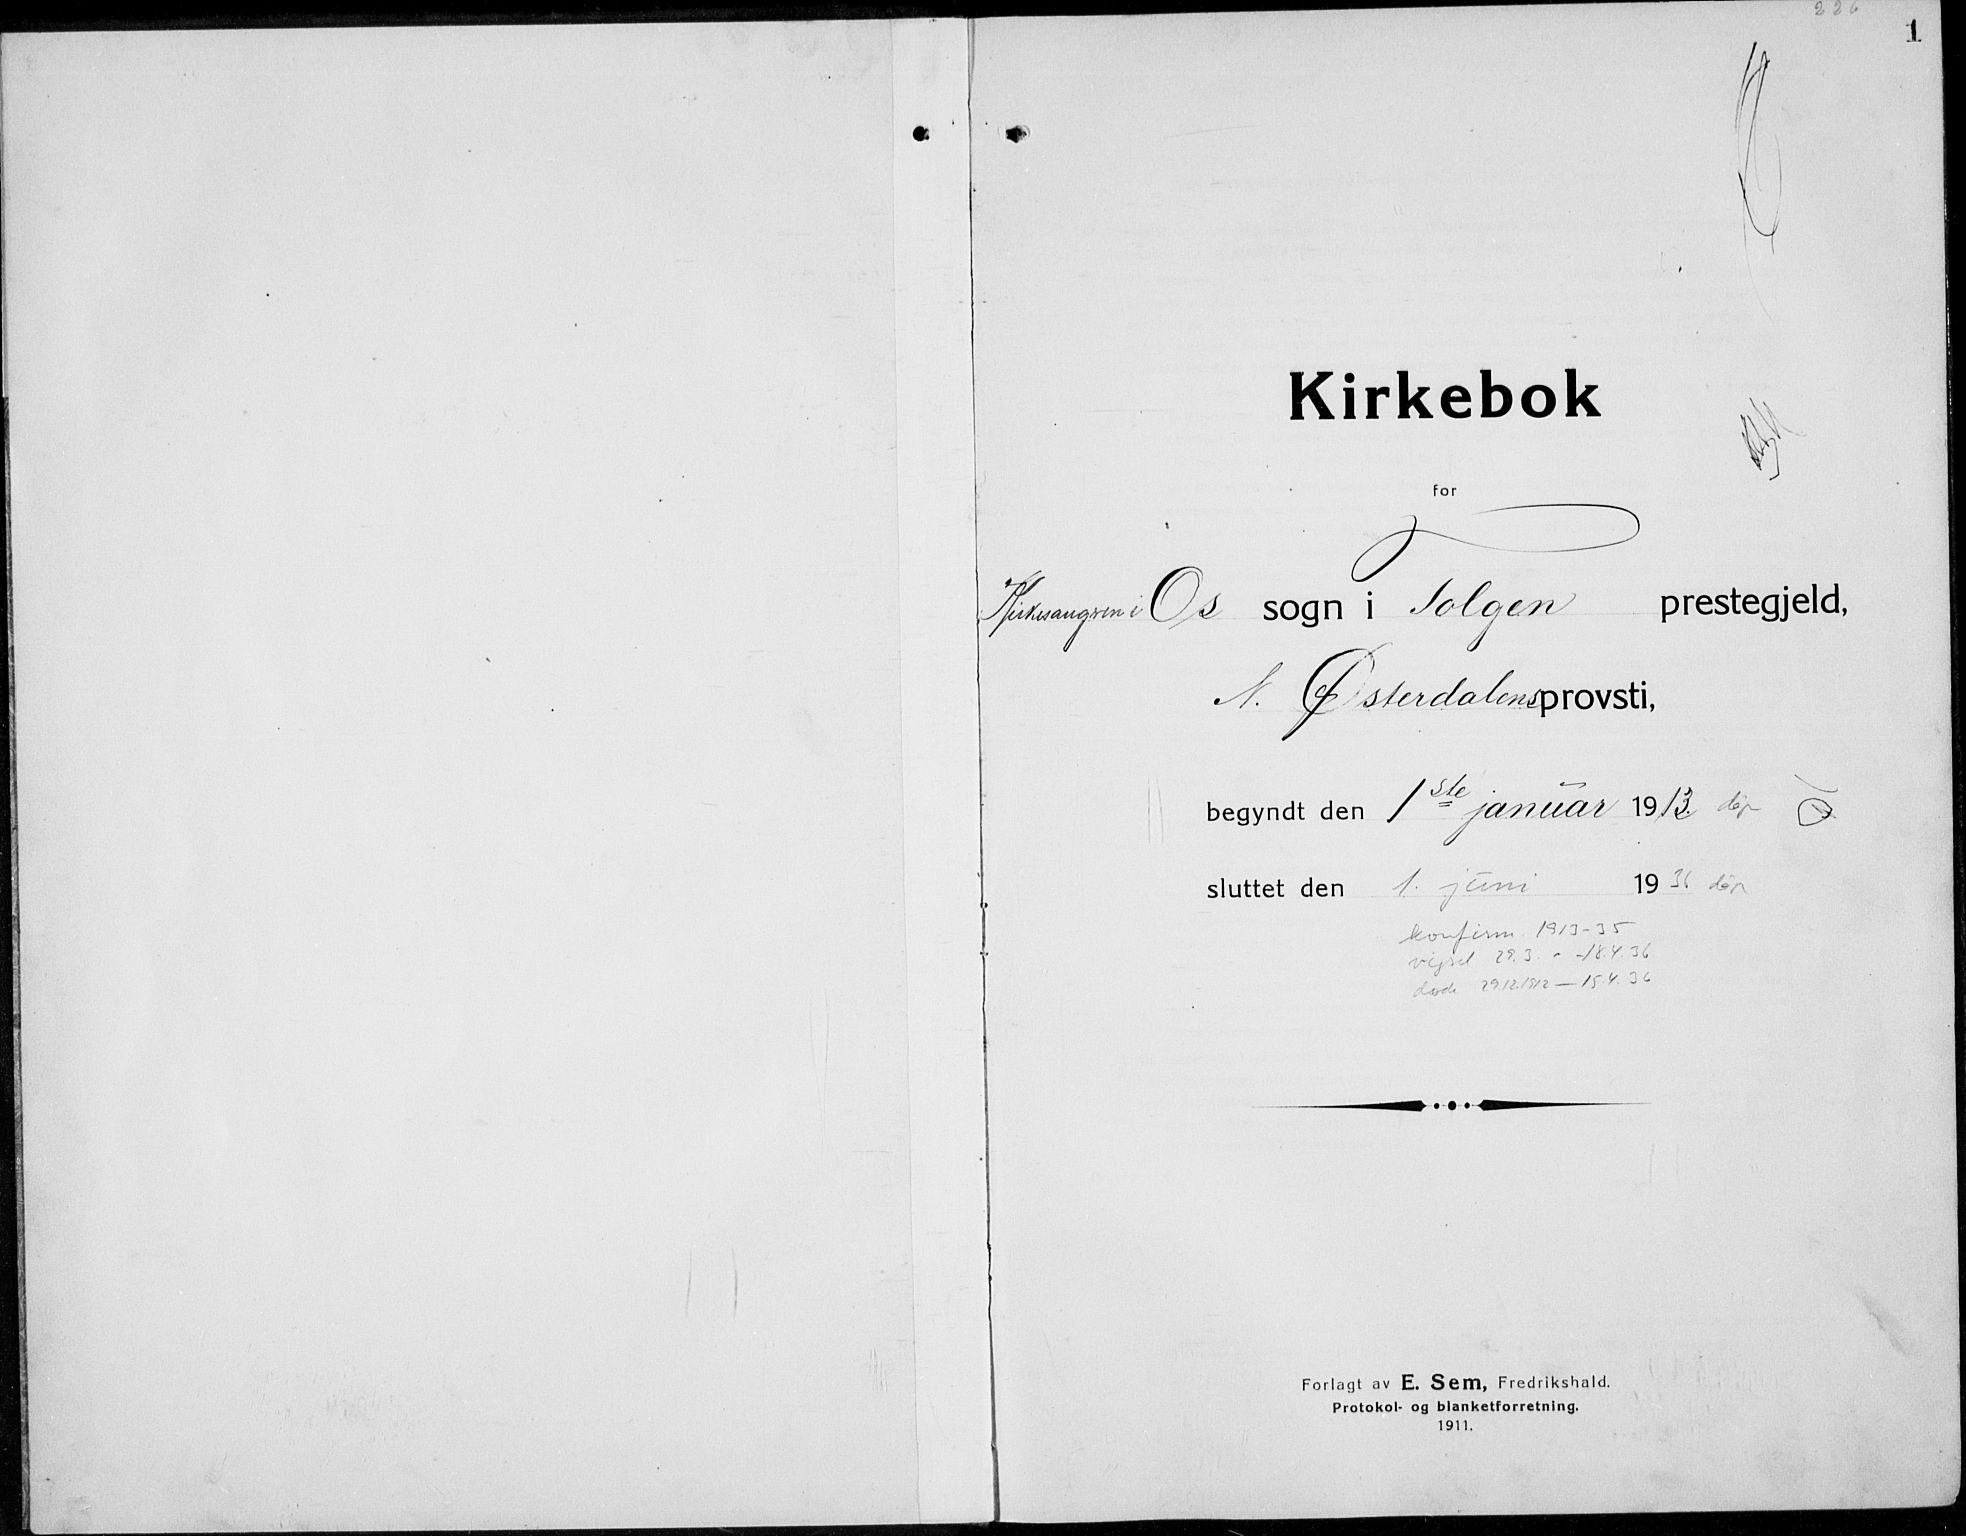 226
1
Kirkebok
for
Kirkesangeren i Os sogn i Tolgen prestegjeld,
N. Østerdalens provsti,
begyndt den 1ste januar 1913. døp
sluttet den 1. juni 1936 døp
konfirm. 1913-35
vigsel 29.3. - -18.4.36
døde 29.12.1912 — 15.4.36
Forlagt av E. Sem, Fredrikshald.
Protokol- og blanketforretning.
1911.